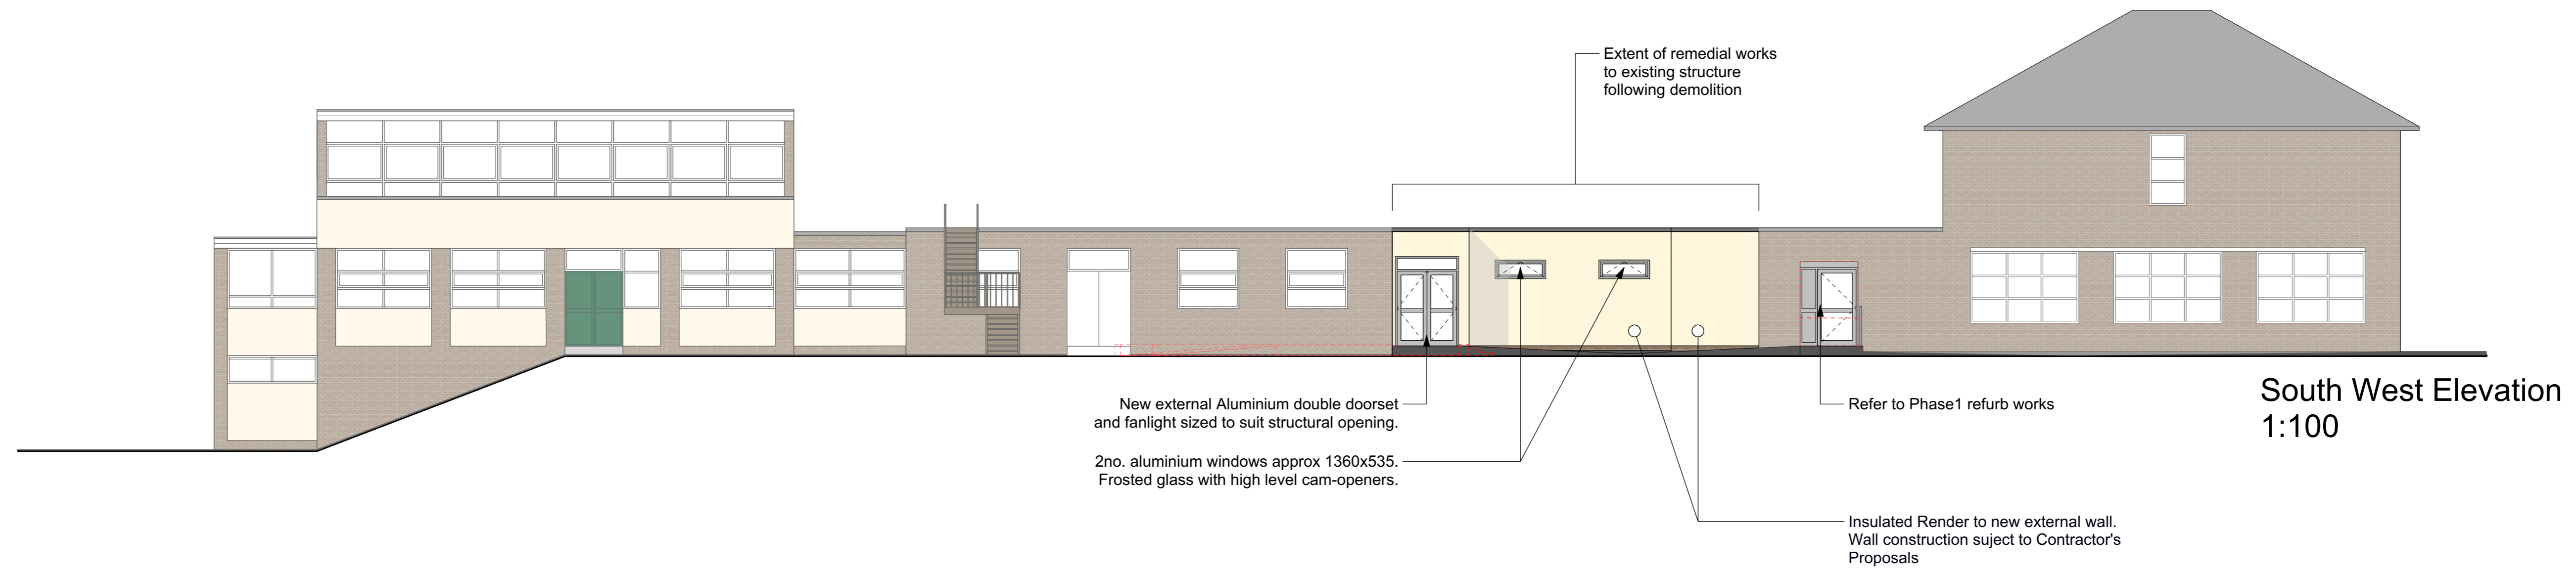 Extent of remedial works
to existing structure
following demolition
New external Aluminium double doorset
and fanlight sized to suit structural opening.
2no. aluminium windows approx 1360x535.
Frosted glass with high level cam-openers.
Refer to Phase1 refurb works
Insulated Render to new external wall.
Wall construction suject to Contractor's
Proposals
South West Elevation
1:100